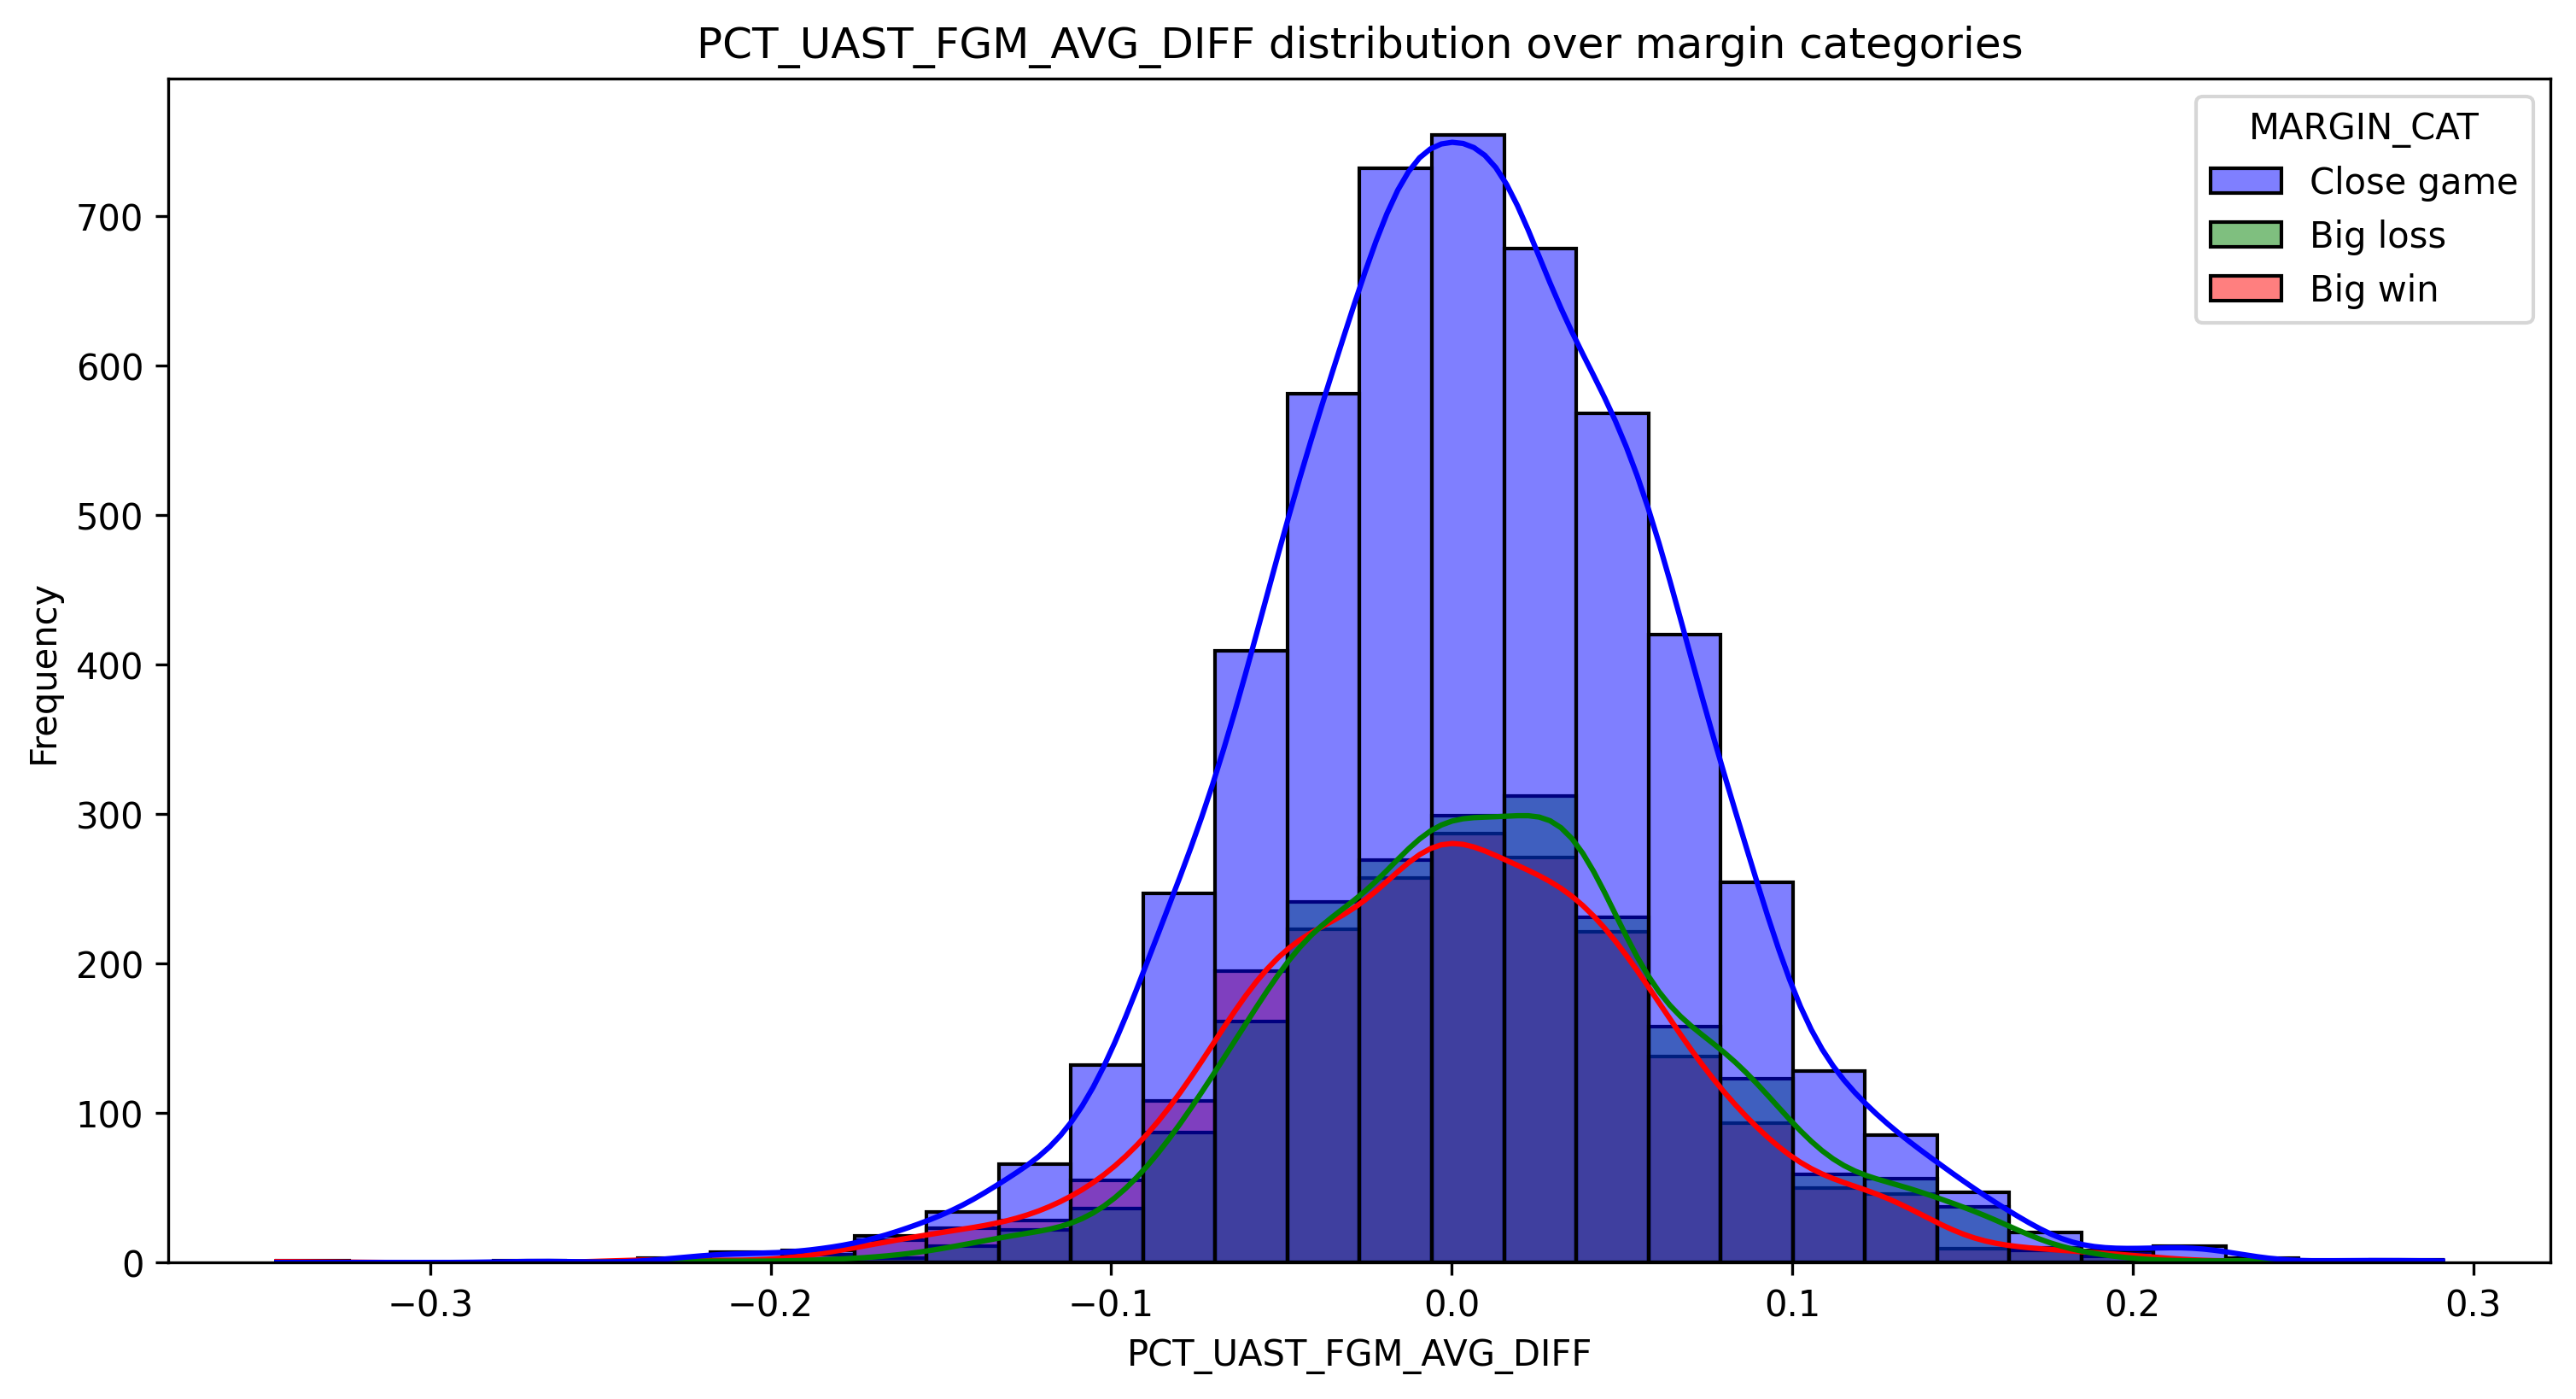 PCT_UAST_FGM_AVG_DIFF distribution over margin categories
MARGIN_CAT
Close game
Big loss
Big win
700
600
500
400
300
200
100
0
Frequency
−0.3
−0.2
−0.1
0.0
0.1
0.2
0.3
PCT_UAST_FGM_AVG_DIFF